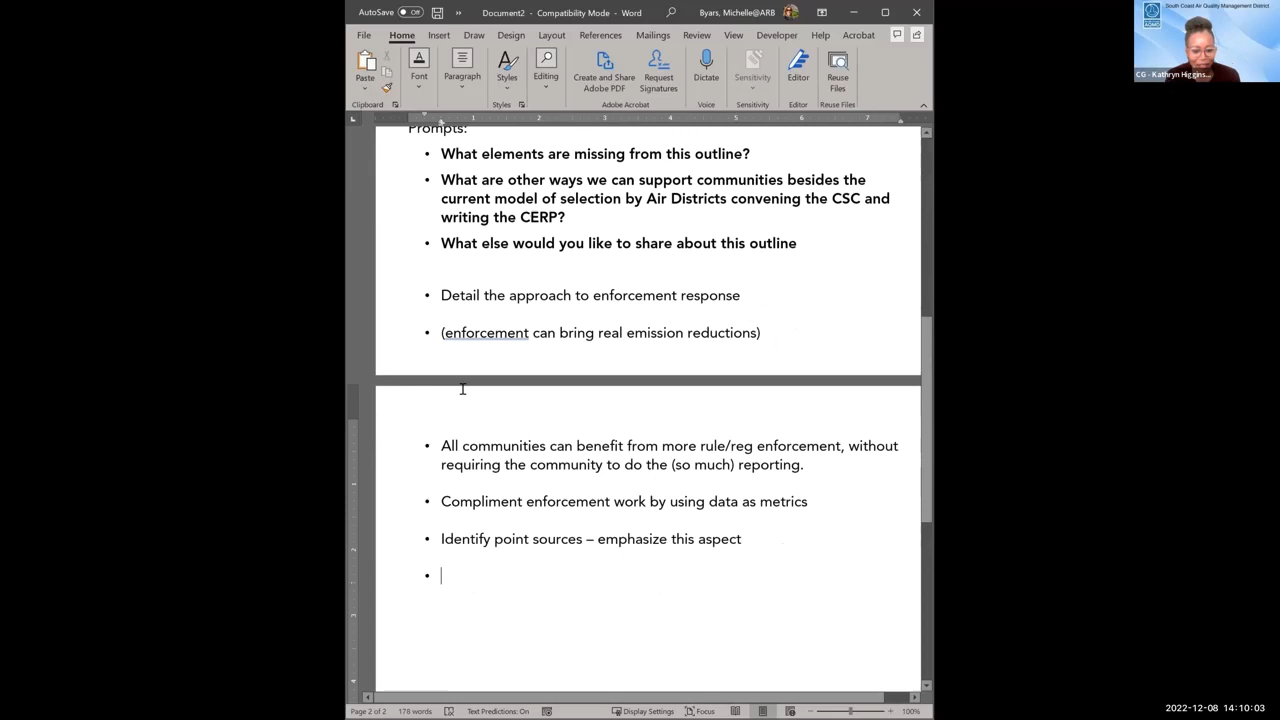 AutoSave Off Document2 - Compatibility Mode - Word Byars, Michelle@ARB
South Coast Air Quality Management District
File Home Insert Draw Design Layout References Mailings Review View Developer Help Acrobat
Paste Font Paragraph Styles Editing Create and Share Adobe PDF Request Signatures Dictate Sensitivity Editor Reuse Files
CG - Kathryn Higgins...
Clipboard Styles Adobe Acrobat Voice Sensitivity Editor Reuse Files
1 2 3 4 5 6 7
Prompts:
• What elements are missing from this outline?
• What are other ways we can support communities besides the
current model of selection by Air Districts convening the CSC and
writing the CERP?
• What else would you like to share about this outline
• Detail the approach to enforcement response
• (enforcement can bring real emission reductions)
• All communities can benefit from more rule/reg enforcement, without
requiring the community to do the (so much) reporting.
• Compliment enforcement work by using data as metrics
• Identify point sources – emphasize this aspect
•
Page 2 of 2 176 words Text Predictions: On Display Settings Focus 100%
2022-12-08 14:10:03